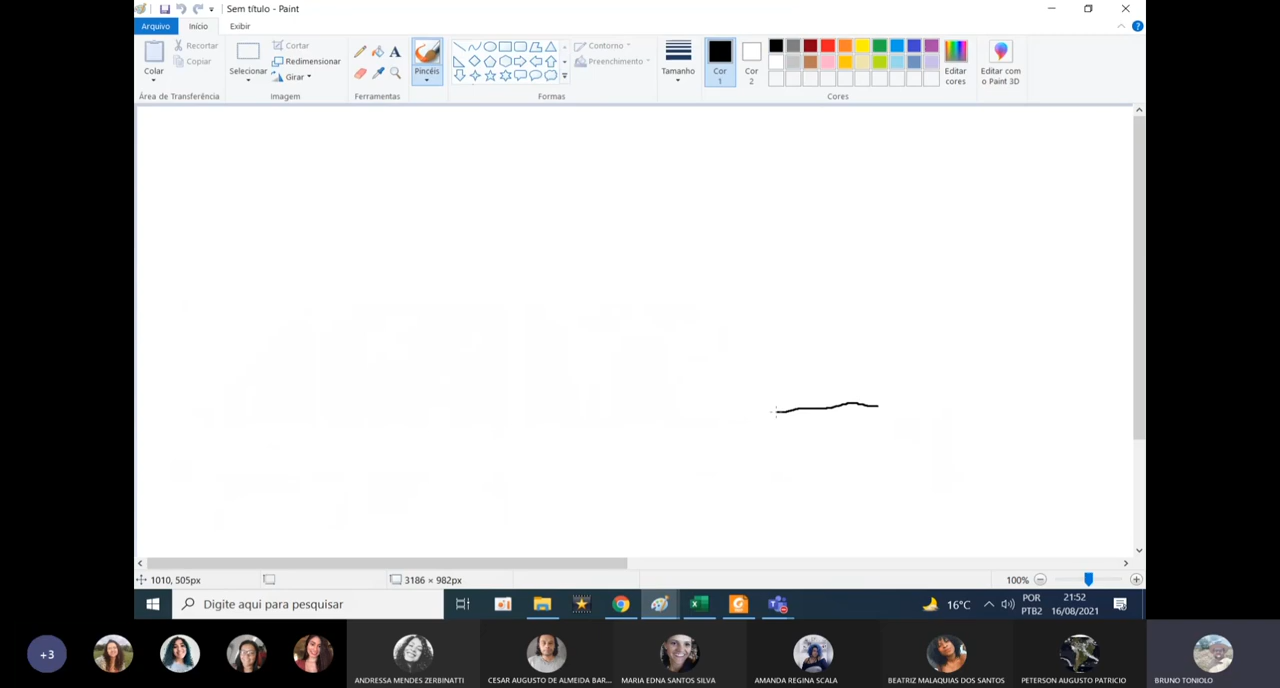 Sem título - Paint
Arquivo Início Exibir
Colar
Recortar
Copiar
Área de Transferência
Selecionar
Cortar
Redimensionar
Girar
Imagem
A
Ferramentas
Pincéis
Formas
Contorno
Preenchimento
Tamanho
Cor 1
Cor 2
Cores
Editar cores
Editar com o Paint 3D
1010, 505px
3186 × 982px
100%
Digite aqui para pesquisar
16°C
POR
PTB2
21:52
16/08/2021
+3
ANDRESSA MENDES ZERBINATTI
CESAR AUGUSTO DE ALMEIDA BAR...
MARIA EDNA SANTOS SILVA
AMANDA REGINA SCALA
BEATRIZ MALAQUIAS DOS SANTOS
PETERSON AUGUSTO PATRICIO
BRUNO TONIOLO